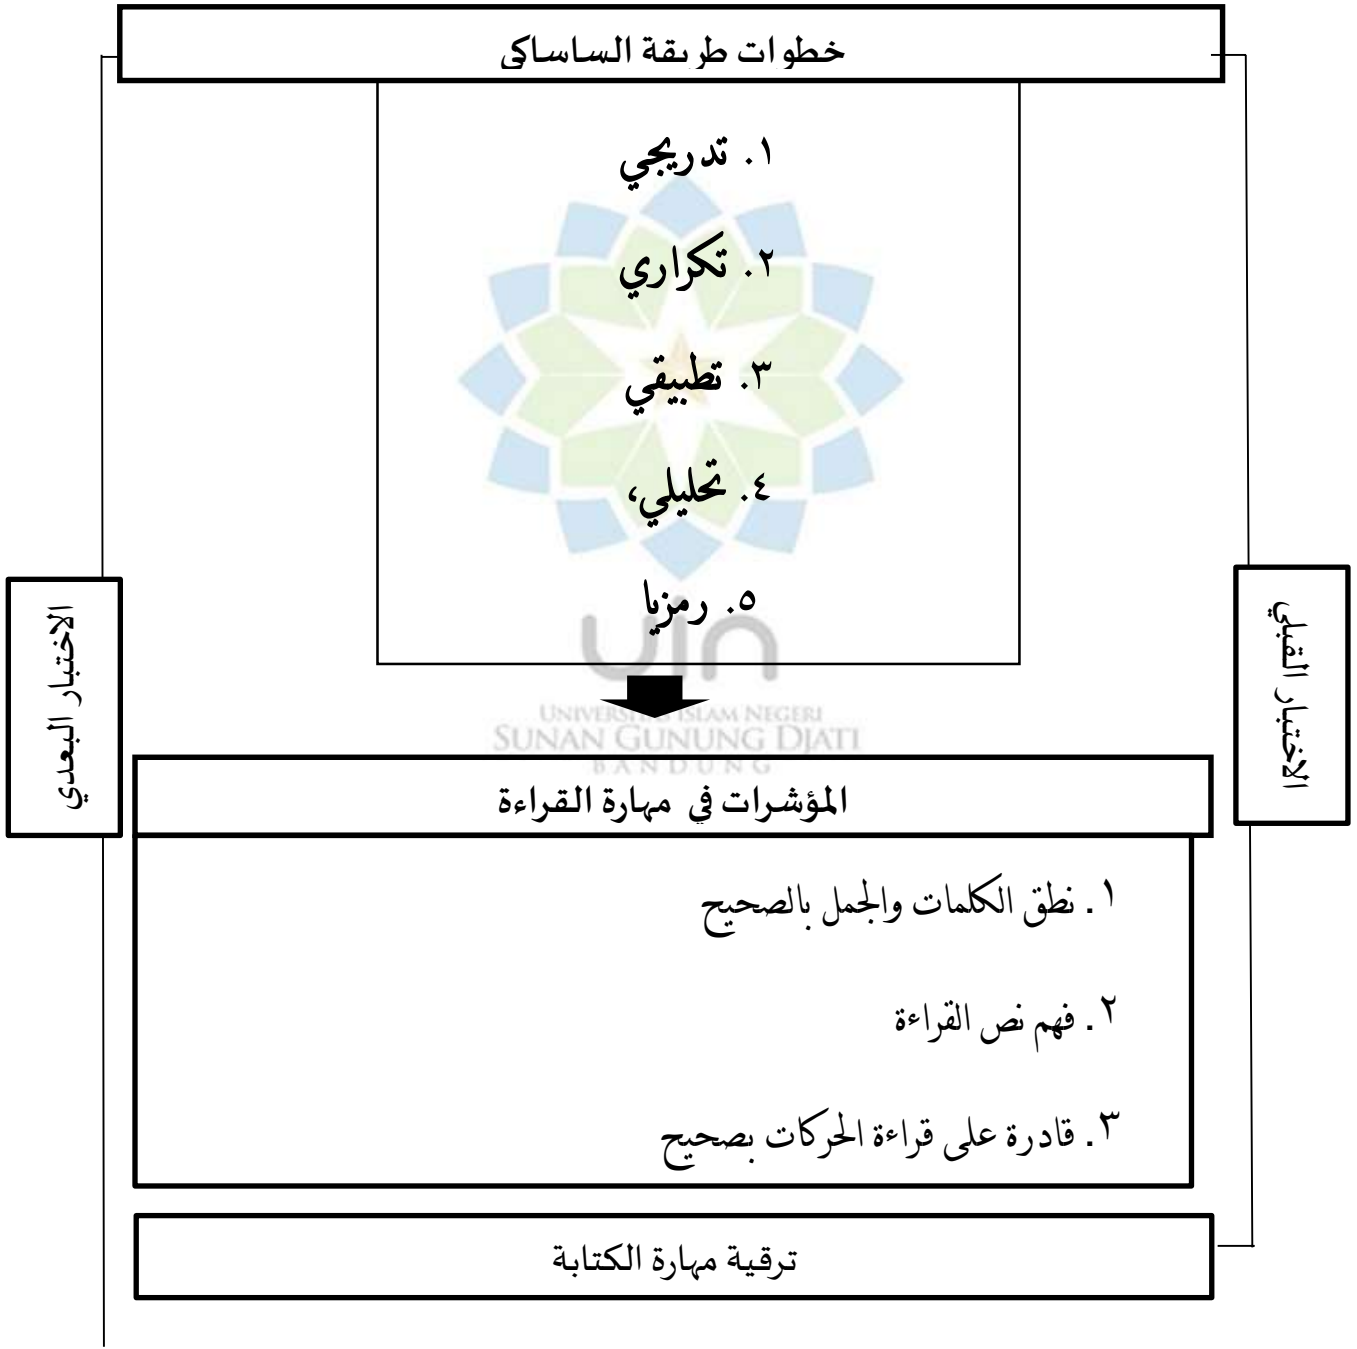 خطوات طريقة الساساكي
١. تدريجي
٢. تكراري
٣. تطبيقي
٤. تحليلي،
٥. رمزيا
uin
UNIVERSITAS ISLAM NEGERI
SUNAN GUNUNG DJATI
BANDUNG
الاختبار القبلي
الاختبار البعدي
المؤشرات في مهارة القراءة
١. نطق الكلمات والجمل بالصحيح
٢. فهم نص القراءة
٣. قادرة على قراءة الحركات بصحيح
ترقية مهارة الكتابة